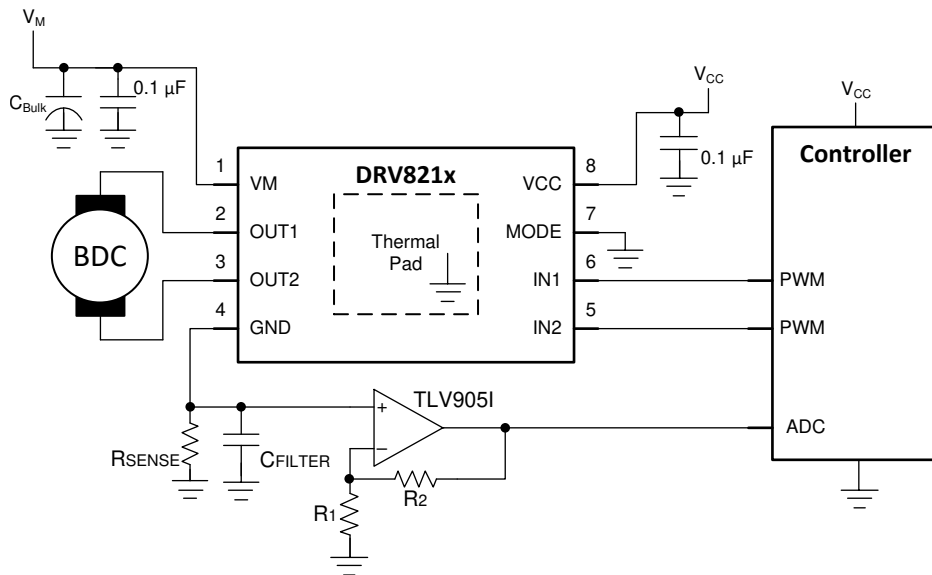 VM
CBulk
0.1 µF
VCC
VCC
0.1 µF
DRV821x
Thermal
Pad
1
VM
2
OUT1
3
OUT2
4
GND
8
VCC
7
MODE
6
IN1
5
IN2
BDC
Controller
PWM
PWM
ADC
TLV905I
+
−
RSENSE
CFILTER
R2
R1